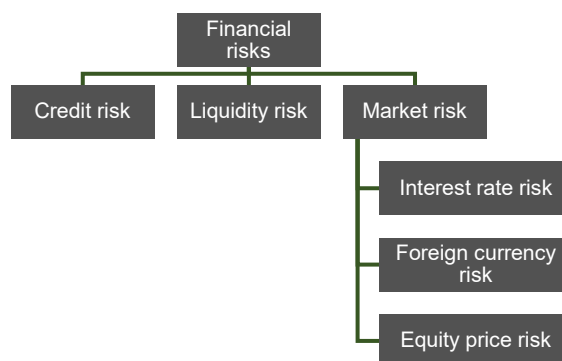 Financial
risks
Credit risk
Liquidity risk
Market risk
Interest rate risk
Foreign currency
risk
Equity price risk